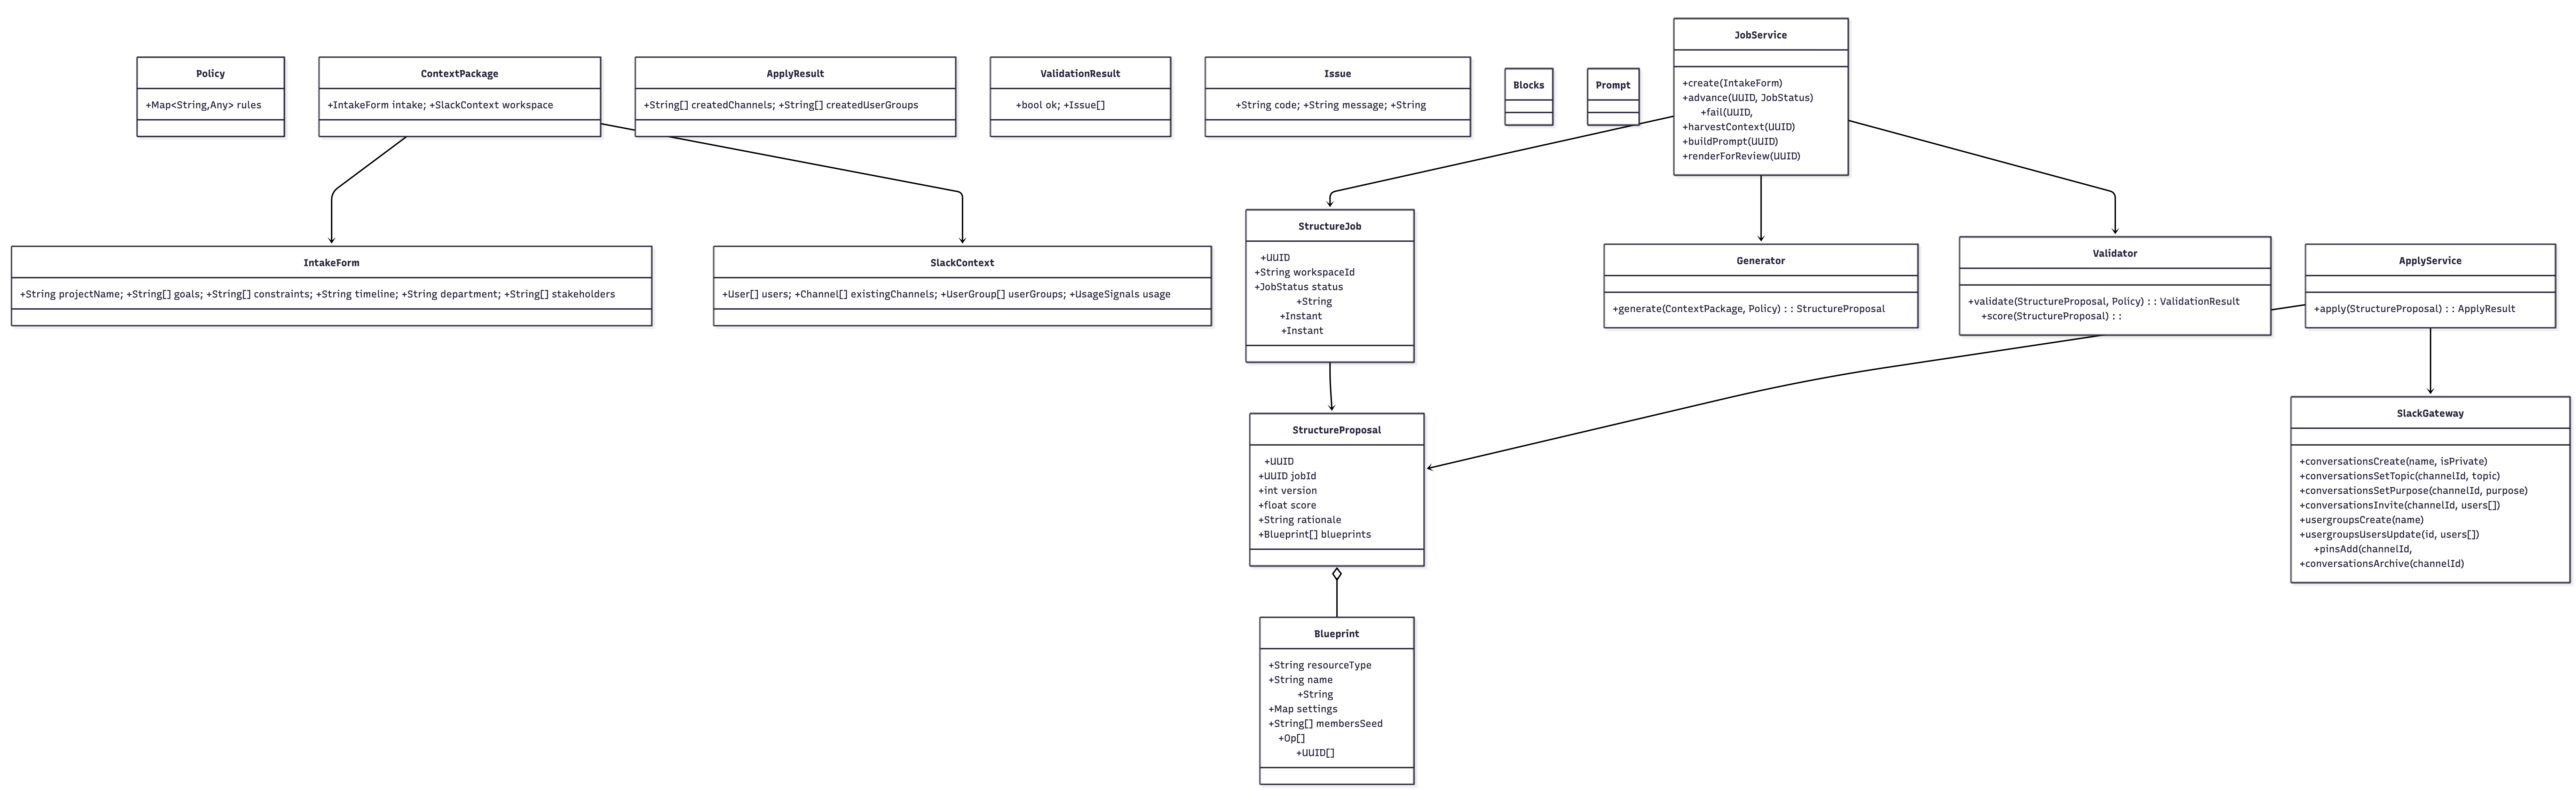 Policy
+Map<String,Any> rules
ContextPackage
+IntakeForm intake; +SlackContext workspace
ApplyResult
+String[] createdChannels; +String[] createdUserGroups
ValidationResult
+bool ok; +Issue[]
Issue
+String code; +String message; +String
Blocks
Prompt
JobService
+create(IntakeForm)
+advance(UUID, JobStatus)
+fail(UUID,
+harvestContext(UUID)
+buildPrompt(UUID)
+renderForReview(UUID)
IntakeForm
+String projectName; +String[] goals; +String[] constraints; +String timeline; +String department; +String[] stakeholders
SlackContext
+User[] users; +Channel[] existingChannels; +UserGroup[] userGroups; +UsageSignals usage
StructureJob
+UUID
+String workspaceId
+JobStatus status
+String
+Instant
+Instant
Generator
+generate(ContextPackage, Policy) : : StructureProposal
Validator
+validate(StructureProposal, Policy) : : ValidationResult
+score(StructureProposal) : :
ApplyService
+apply(StructureProposal) : : ApplyResult
StructureProposal
+UUID
+UUID jobId
+int version
+float score
+String rationale
+Blueprint[] blueprints
SlackGateway
+conversationsCreate(name, isPrivate)
+conversationsSetTopic(channelId, topic)
+conversationsSetPurpose(channelId, purpose)
+conversationsInvite(channelId, users[])
+usergroupsCreate(name)
+usergroupsUsersUpdate(id, users[])
+pinsAdd(channelId,
+conversationsArchive(channelId)
Blueprint
+String resourceType
+String name
+String
+Map settings
+String[] membersSeed
+Op[]
+UUID[]